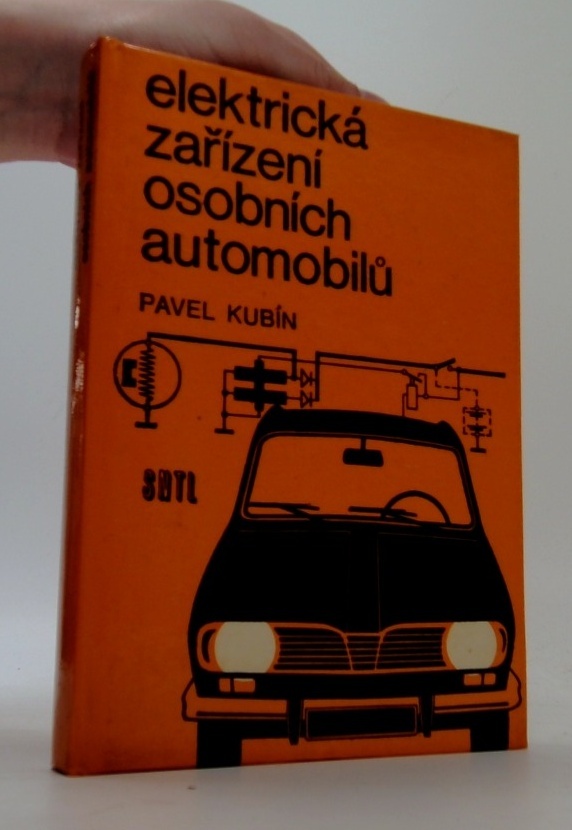 elektrická
zařízení
osobních
automobilů
PAVEL KUBÍN
SNTL